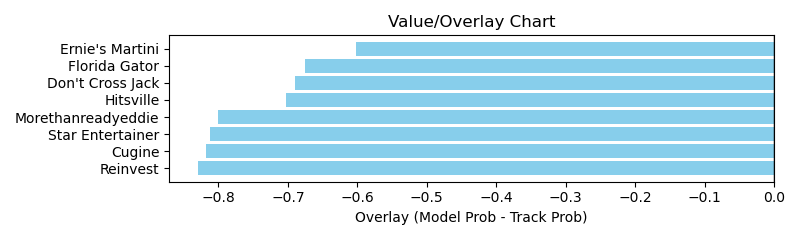 Value/Overlay Chart
Ernie's Martini
Florida Gator
Don't Cross Jack
Hitsville
Morethanreadyeddie
Star Entertainer
Cugine
Reinvest
−0.8 −0.7 −0.6 −0.5 −0.4 −0.3 −0.2 −0.1 0.0
Overlay (Model Prob - Track Prob)